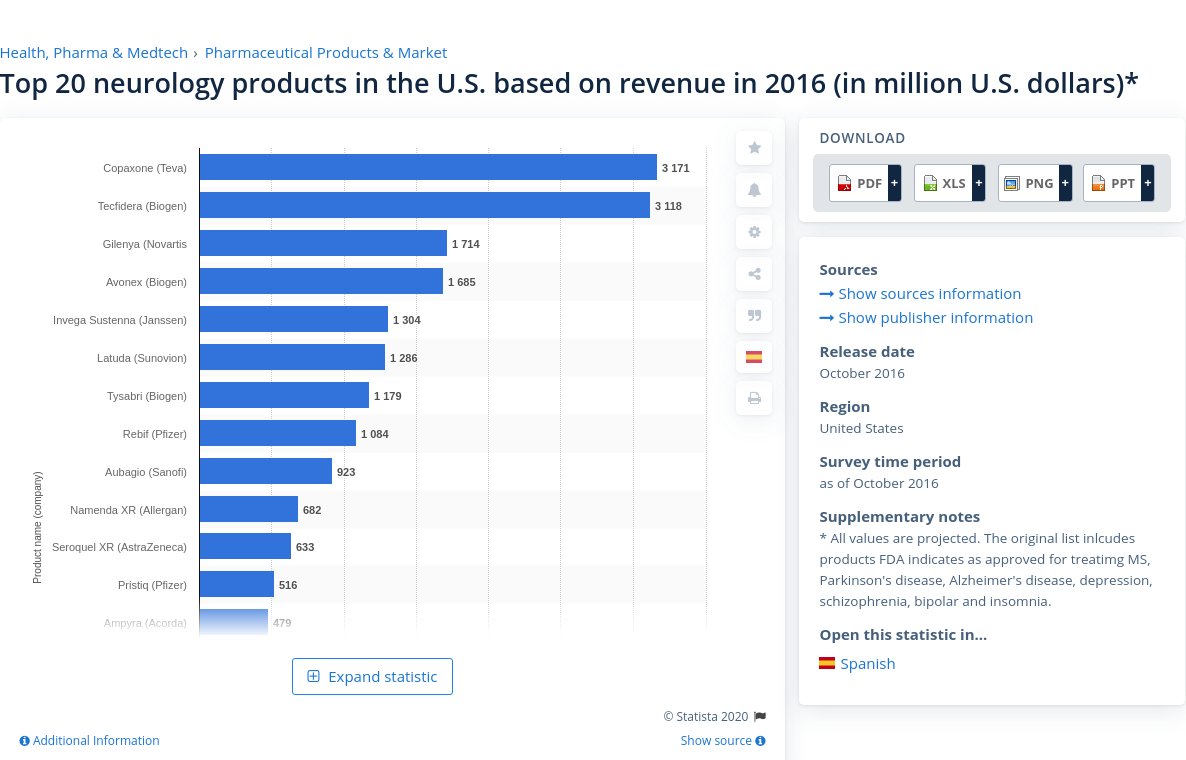 Health, Pharma & Medtech › Pharmaceutical Products & Market
Top 20 neurology products in the U.S. based on revenue in 2016 (in million U.S. dollars)*
Copaxone (Teva) 3 171
Tecfidera (Biogen) 3 118
Gilenya (Novartis 1 714
Avonex (Biogen) 1 685
Invega Sustenna (Janssen) 1 304
Latuda (Sunovion) 1 286
Tysabri (Biogen) 1 179
Rebif (Pfizer) 1 084
Aubagio (Sanofi) 923
Namenda XR (Allergan) 682
Seroquel XR (AstraZeneca) 633
Pristiq (Pfizer) 516
Ampyra (Acorda) 479
Product name (company)
Expand statistic
© Statista 2020
Additional Information
Show source
DOWNLOAD
PDF + XLS + PNG + PPT +
Sources
Show sources information
Show publisher information
Release date
October 2016
Region
United States
Survey time period
as of October 2016
Supplementary notes
* All values are projected. The original list inlcudes
products FDA indicates as approved for treatimg MS,
Parkinson's disease, Alzheimer's disease, depression,
schizophrenia, bipolar and insomnia.
Open this statistic in...
Spanish